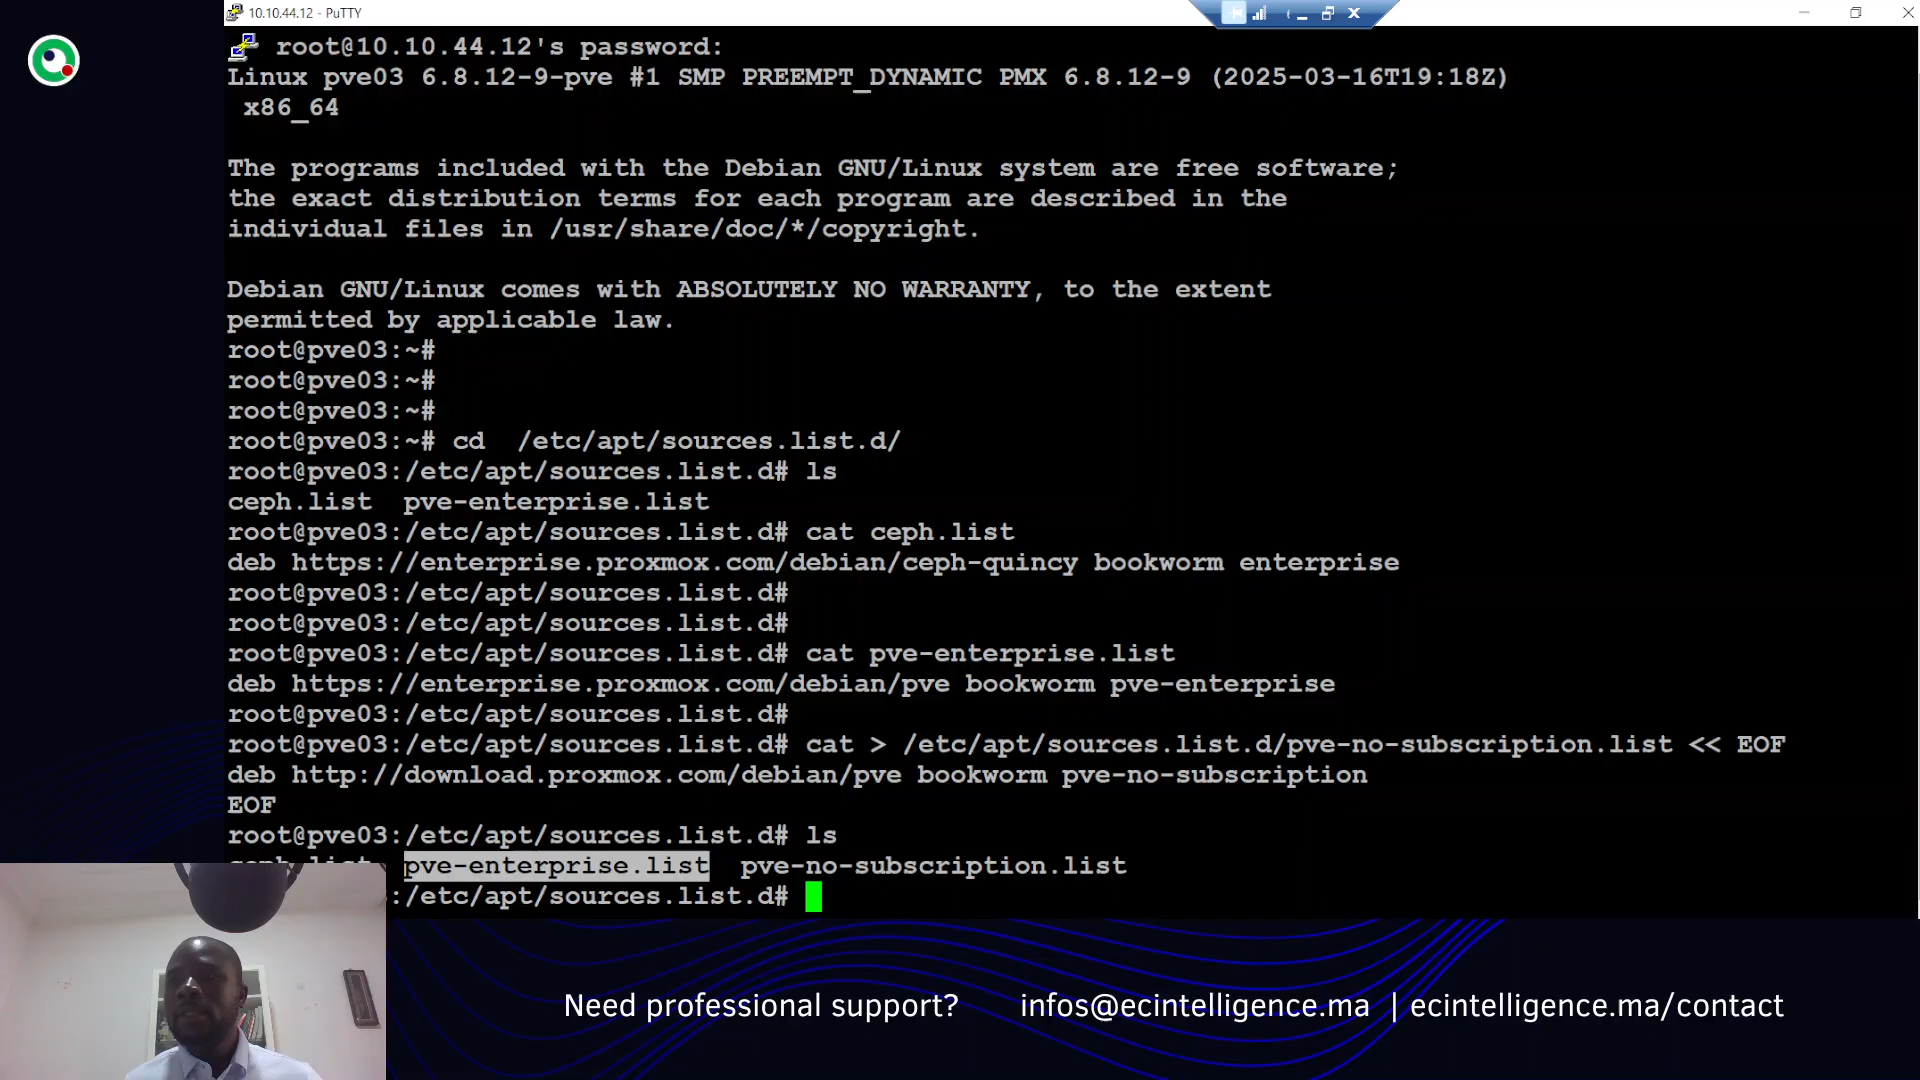 10.10.44.12 - PuTTY
root@10.10.44.12's password:
Linux pve03 6.8.12-9-pve #1 SMP PREEMPT_DYNAMIC PMX 6.8.12-9 (2025-03-16T19:18Z)
x86_64
The programs included with the Debian GNU/Linux system are free software;
the exact distribution terms for each program are described in the
individual files in /usr/share/doc/*/copyright.
Debian GNU/Linux comes with ABSOLUTELY NO WARRANTY, to the extent
permitted by applicable law.
root@pve03:~#
root@pve03:~#
root@pve03:~#
root@pve03:~# cd  /etc/apt/sources.list.d/
root@pve03:/etc/apt/sources.list.d# ls
ceph.list  pve-enterprise.list
root@pve03:/etc/apt/sources.list.d# cat ceph.list
deb https://enterprise.proxmox.com/debian/ceph-quincy bookworm enterprise
root@pve03:/etc/apt/sources.list.d#
root@pve03:/etc/apt/sources.list.d#
root@pve03:/etc/apt/sources.list.d# cat pve-enterprise.list
deb https://enterprise.proxmox.com/debian/pve bookworm pve-enterprise
root@pve03:/etc/apt/sources.list.d#
root@pve03:/etc/apt/sources.list.d# cat > /etc/apt/sources.list.d/pve-no-subscription.list << EOF
deb http://download.proxmox.com/debian/pve bookworm pve-no-subscription
EOF
root@pve03:/etc/apt/sources.list.d# ls
pve-enterprise.list  pve-no-subscription.list
:/etc/apt/sources.list.d#
Need professional support? infos@ecintelligence.ma | ecintelligence.ma/contact